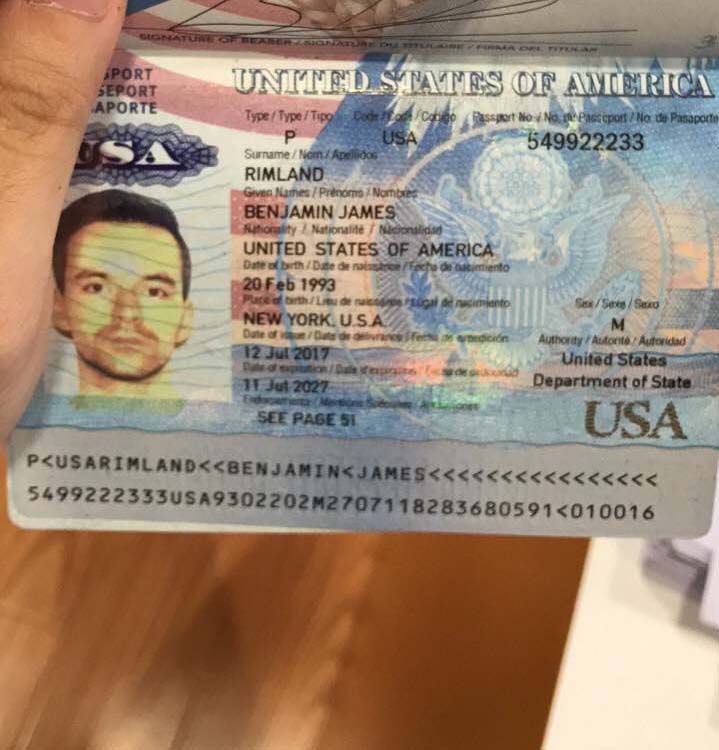 SIGNATURE OF BEARER / SIGNATURE DU TITULAIRE / FIRMA DEL TITULAR
SPORT
SEPORT
APORTE
USA
UNITED STATES OF AMERICA
Type / Type / Tipo Code / Code / Codigo Passport No / No. du Passeport / No. de Pasaporte
P USA 549922233
Surname / Nom / Apellidos
RIMLAND
Given Names / Prénoms / Nombres
BENJAMIN JAMES
Nationality / Nationalité / Nacionalidad
UNITED STATES OF AMERICA
Date of birth / Date de naissance / Fecha de nacimiento
20 Feb 1993
Place of birth / Lieu de naissance / Lugar de nacimiento Sex / Sexe / Sexo
NEW YORK, U.S.A. M
Date of issue / Date de délivrance / Fecha de expedición Authority / Autorité / Autoridad
12 Jul 2017 United States
Date of expiration / Date d'expiration / Fecha de caducidad Department of State
11 Jul 2027
Endorsements / Mentions Spéciales / Anotaciones
SEE PAGE 51 USA
P<USARIMLAND<<BENJAMIN<JAMES<<<<<<<<<<<<<<<<
5499222333USA9302202M2707118283680591<010016